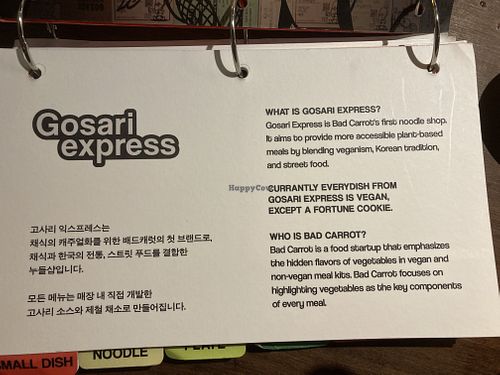 Gosari
express
고사리 익스프레스는
채식의 캐주얼화를 위한 배드캐럿의 첫 브랜드로,
채식과 한국의 전통, 스트릿 푸드를 결합한
누들샵입니다.
모든 메뉴는 매장 내 직접 개발한
고사리 소스와 제철 채소로 만들어집니다.
WHAT IS GOSARI EXPRESS?
Gosari Express is Bad Carrot's first noodle shop.
It aims to provide more accessible plant-based
meals by blending veganism, Korean tradition,
and street food.
HappyCow
CURRANTLY EVERYDISH FROM
GOSARI EXPRESS IS VEGAN,
EXCEPT A FORTUNE COOKIE.
WHO IS BAD CARROT?
Bad Carrot is a food startup that emphasizes
the hidden flavors of vegetables in vegan and
non-vegan meal kits. Bad Carrot focuses on
highlighting vegetables as the key components
of every meal.
SMALL DISH
NOODLE
PLATE